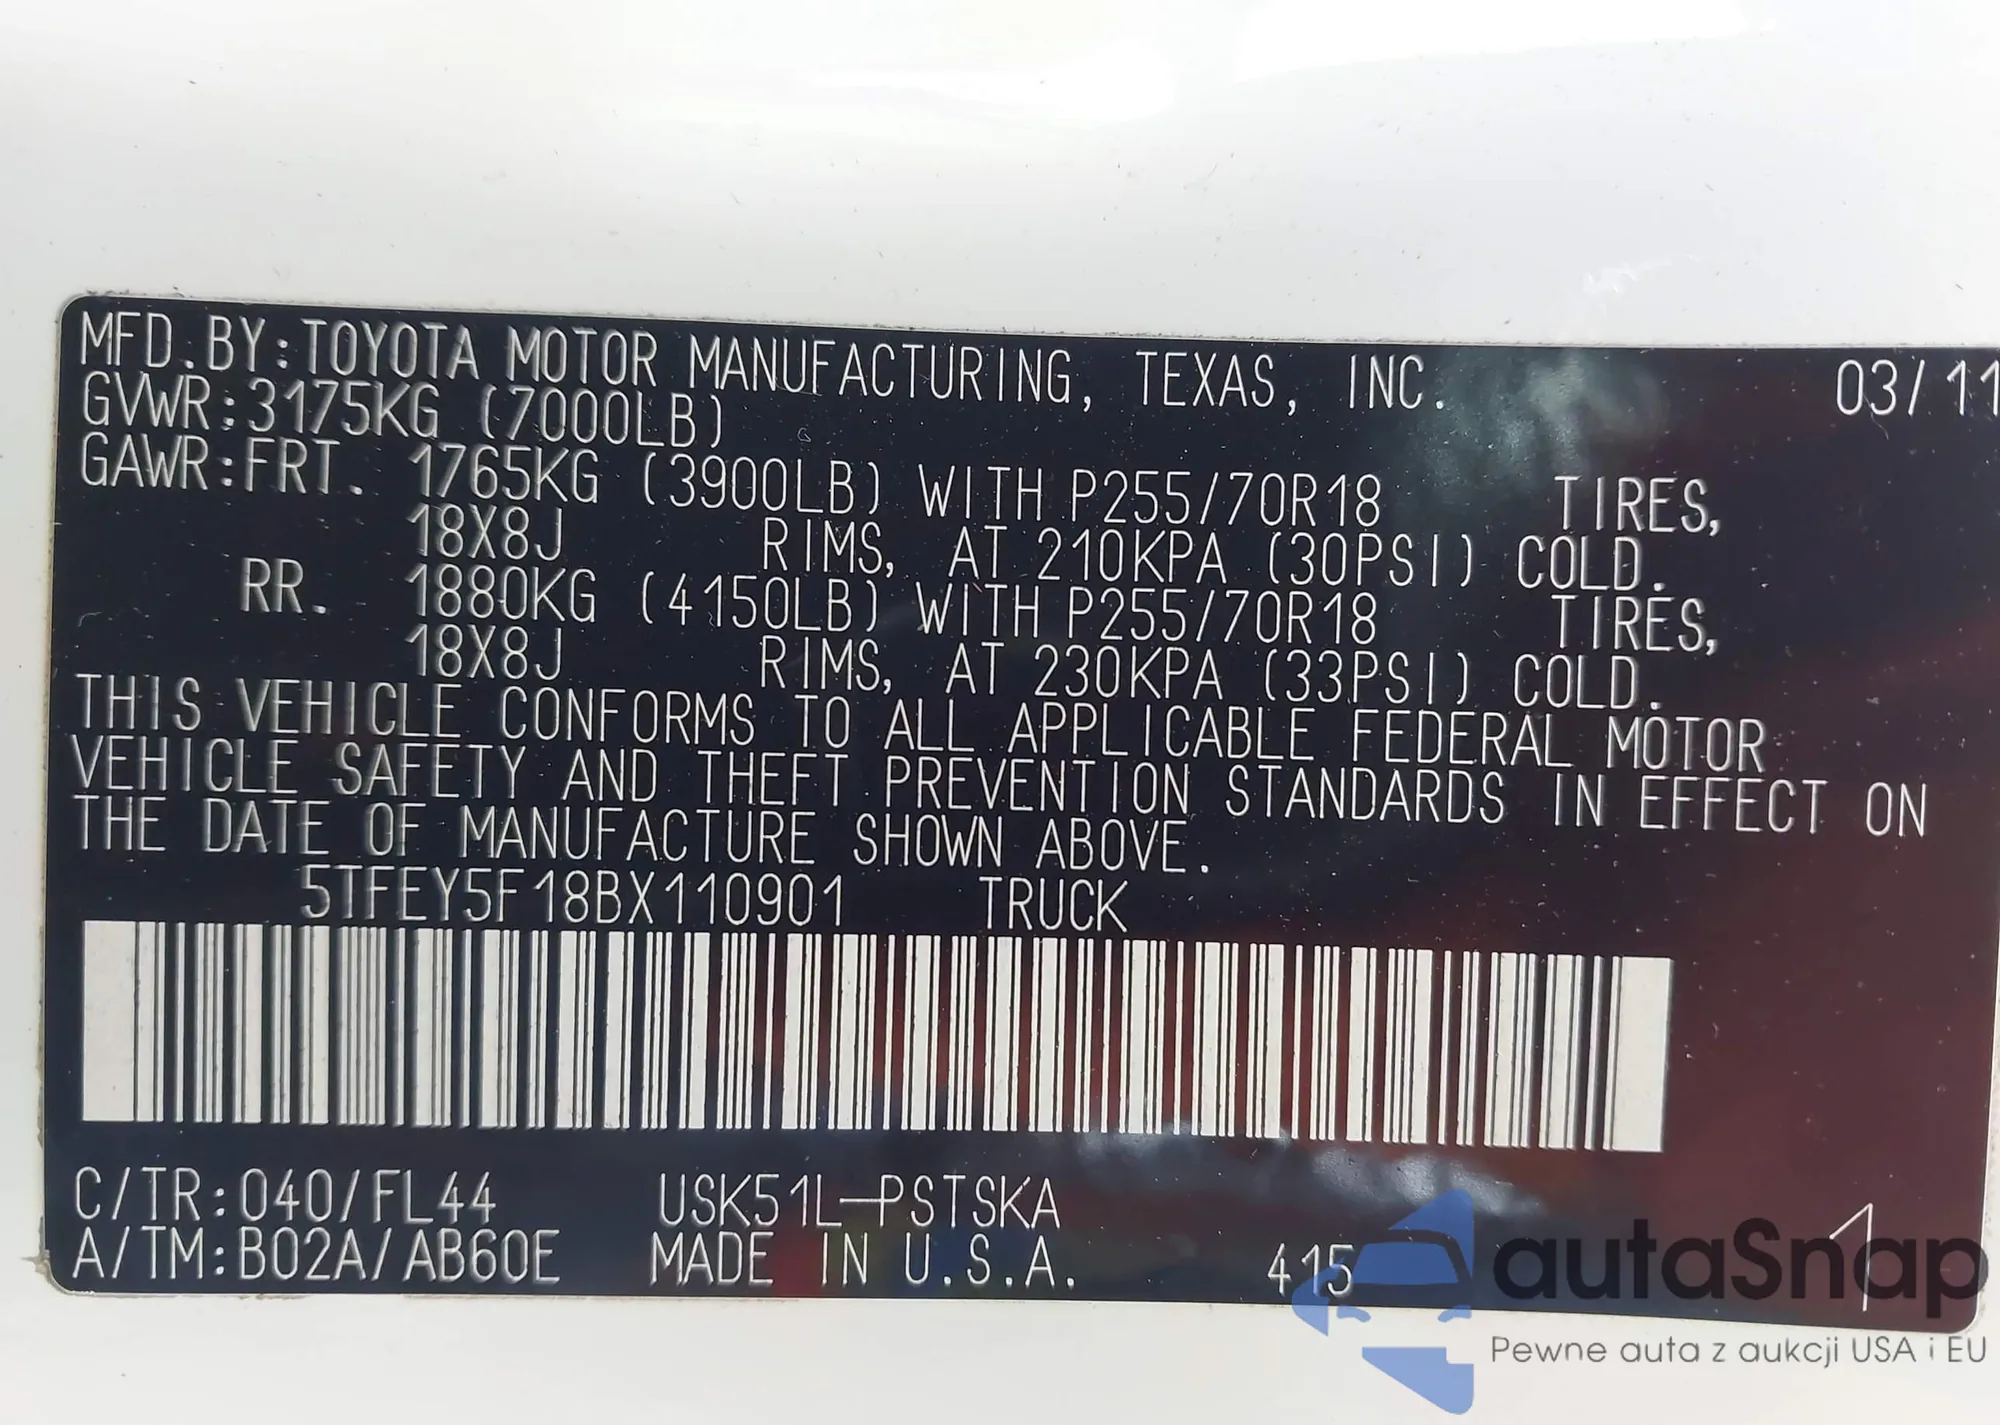 MFD.BY:TOYOTA MOTOR MANUFACTURING, TEXAS, INC. 03/11
GVWR:3175KG (7000LB)
GAWR:FRT. 1765KG (3900LB) WITH P255/70R18 TIRES,
18X8J RIMS, AT 210KPA (30PSI) COLD.
RR. 1880KG (4150LB) WITH P255/70R18 TIRES,
18X8J RIMS, AT 230KPA (33PSI) COLD.
THIS VEHICLE CONFORMS TO ALL APPLICABLE FEDERAL MOTOR
VEHICLE SAFETY AND THEFT PREVENTION STANDARDS IN EFFECT ON
THE DATE OF MANUFACTURE SHOWN ABOVE.
5TFEY5F18BX110901 TRUCK
C/TR:040/FL44 USK51L-PSTSKA
A/TM:B02A/AB60E MADE IN U.S.A. 415 1
autaSnap
Pewne auta z aukcji USA i EU